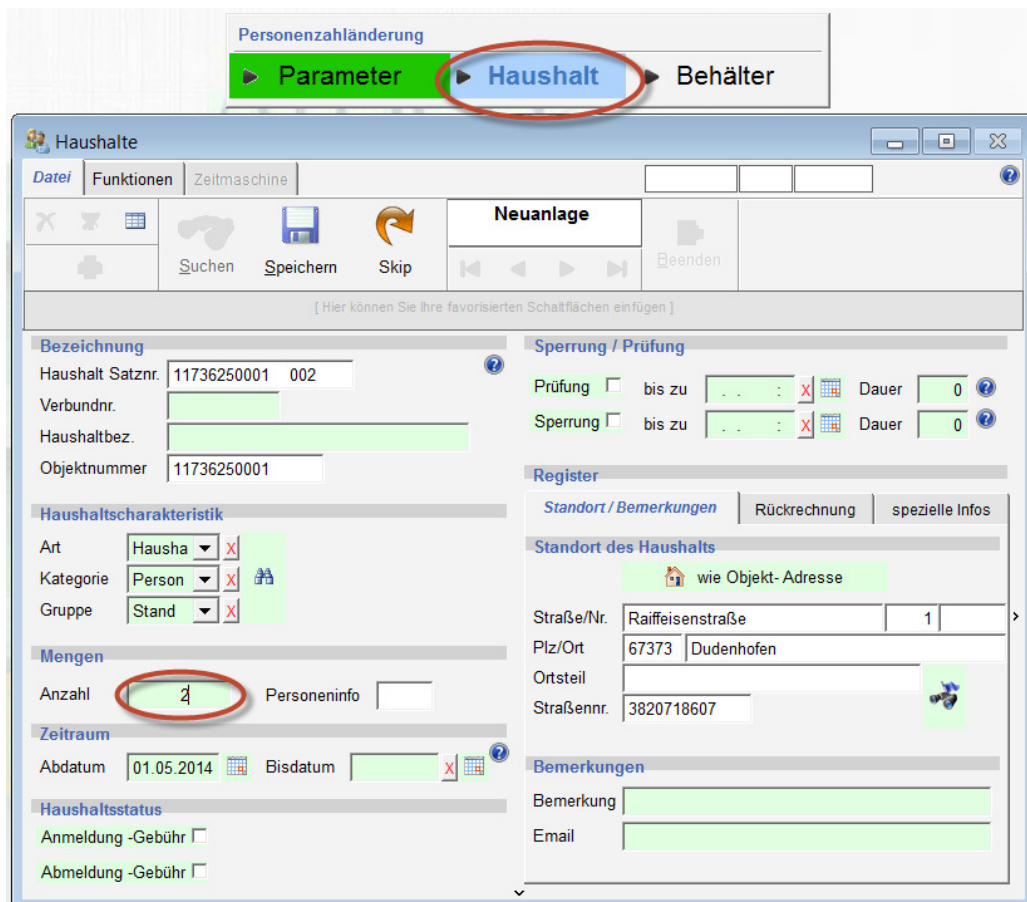 Personenzahländerung
Parameter Haushalt Behälter
Haushalte
Datei Funktionen Zeitmaschine
Suchen Speichern Skip Neuanlage Beenden
[ Hier können Sie Ihre favorisierten Schaltflächen einfügen ]
Bezeichnung
Haushalt Satznr. 11736250001 002
Verbundnr.
Haushaltbez.
Objektnummer 11736250001
Haushaltscharakteristik
Art Hausha X
Kategorie Person X
Gruppe Stand X
Mengen
Anzahl 2 Personeninfo
Zeitraum
Abdatum 01.05.2014 Bisdatum X
Haushaltsstatus
Anmeldung -Gebühr
Abmeldung -Gebühr
Sperrung / Prüfung
Prüfung bis zu . . : X Dauer 0
Sperrung bis zu . . : X Dauer 0
Register
Standort / Bemerkungen Rückrechnung spezielle Infos
Standort des Haushalts
wie Objekt- Adresse
Straße/Nr. Raiffeisenstraße 1
Plz/Ort 67373 Dudenhofen
Ortsteil
Straßennr. 3820718607
Bemerkungen
Bemerkung
Email